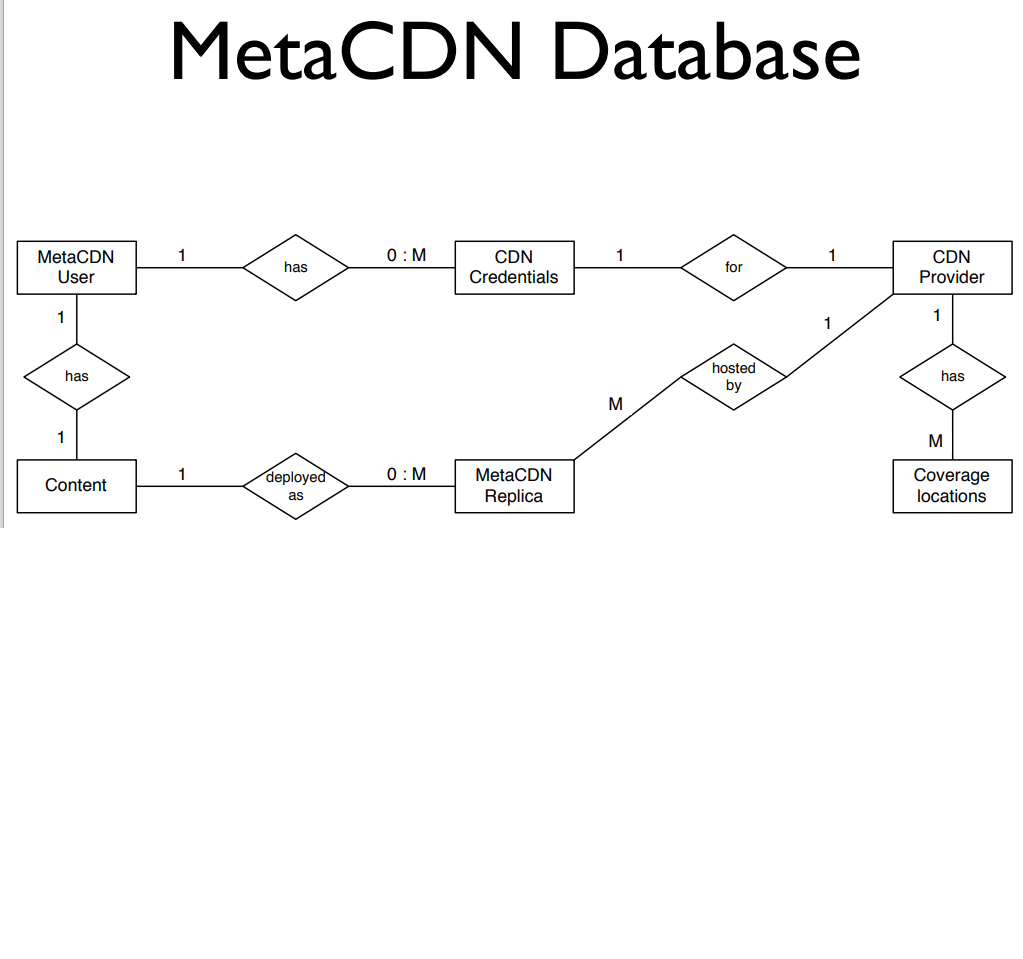 MetaCDN Database
MetaCDN
User
1
has
0 : M
CDN
Credentials
1
for
1
CDN
Provider
1
has
1
1
hosted
by
M
1
has
M
Content
1
deployed
as
0 : M
MetaCDN
Replica
Coverage
locations